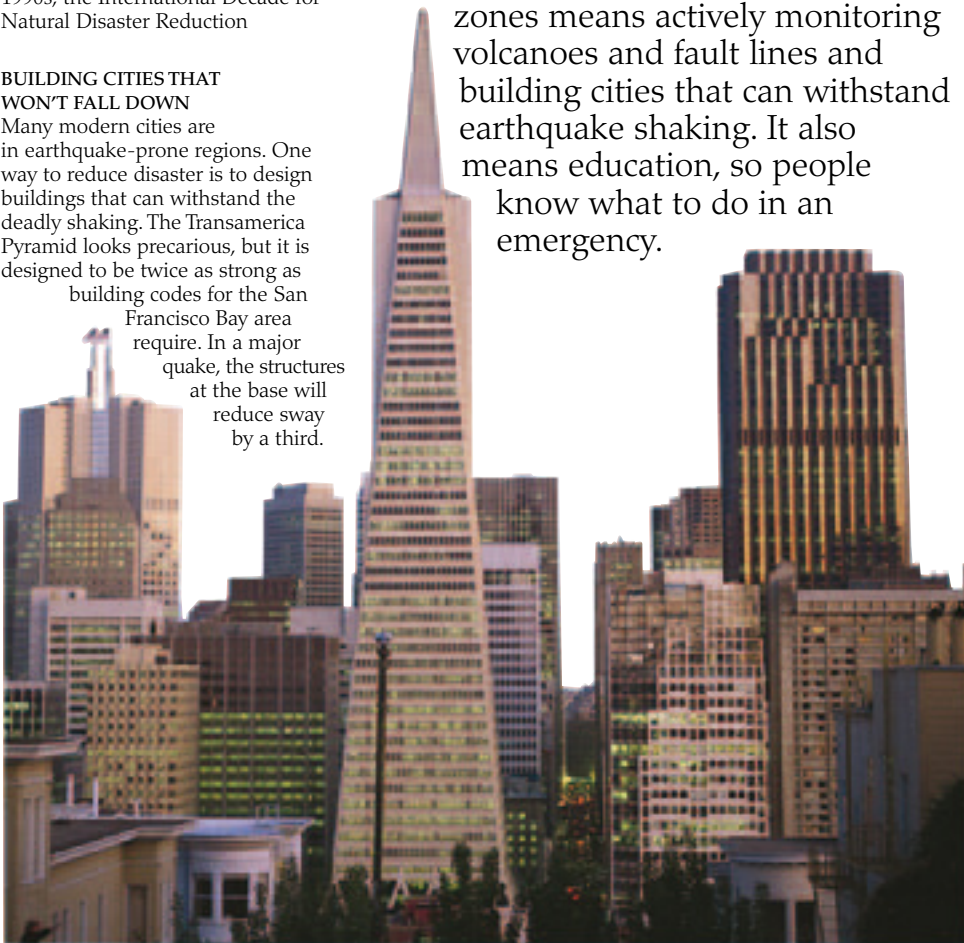 1990s, the International Decade for
Natural Disaster Reduction
BUILDING CITIES THAT
WON'T FALL DOWN
Many modern cities are
in earthquake-prone regions. One
way to reduce disaster is to design
buildings that can withstand the
deadly shaking. The Transamerica
Pyramid looks precarious, but it is
designed to be twice as strong as
building codes for the San
Francisco Bay area
require. In a major
quake, the structures
at the base will
reduce sway
by a third.
zones means actively monitoring
volcanoes and fault lines and
building cities that can withstand
earthquake shaking. It also
means education, so people
know what to do in an
emergency.